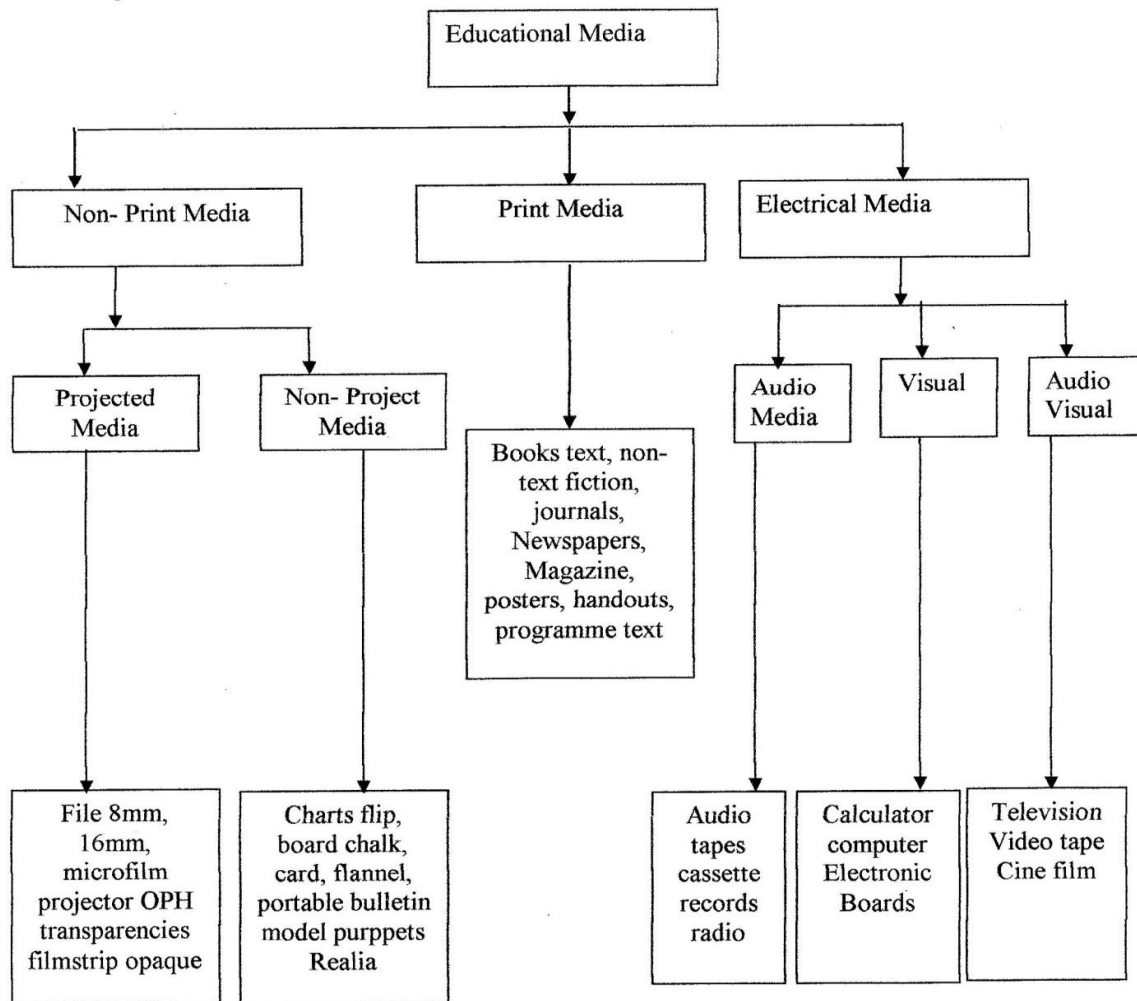 Educational Media
Non- Print Media
Print Media
Electrical Media
Projected
Media
Non- Project
Media
Audio
Media
Visual
Audio
Visual
Books text, non-
text fiction,
journals,
Newspapers,
Magazine,
posters, handouts,
programme text
File 8mm,
16mm,
microfilm
projector OPH
transparencies
filmstrip opaque
Charts flip,
board chalk,
card, flannel,
portable bulletin
model purppets
Realia
Audio
tapes
cassette
records
radio
Calculator
computer
Electronic
Boards
Television
Video tape
Cine film